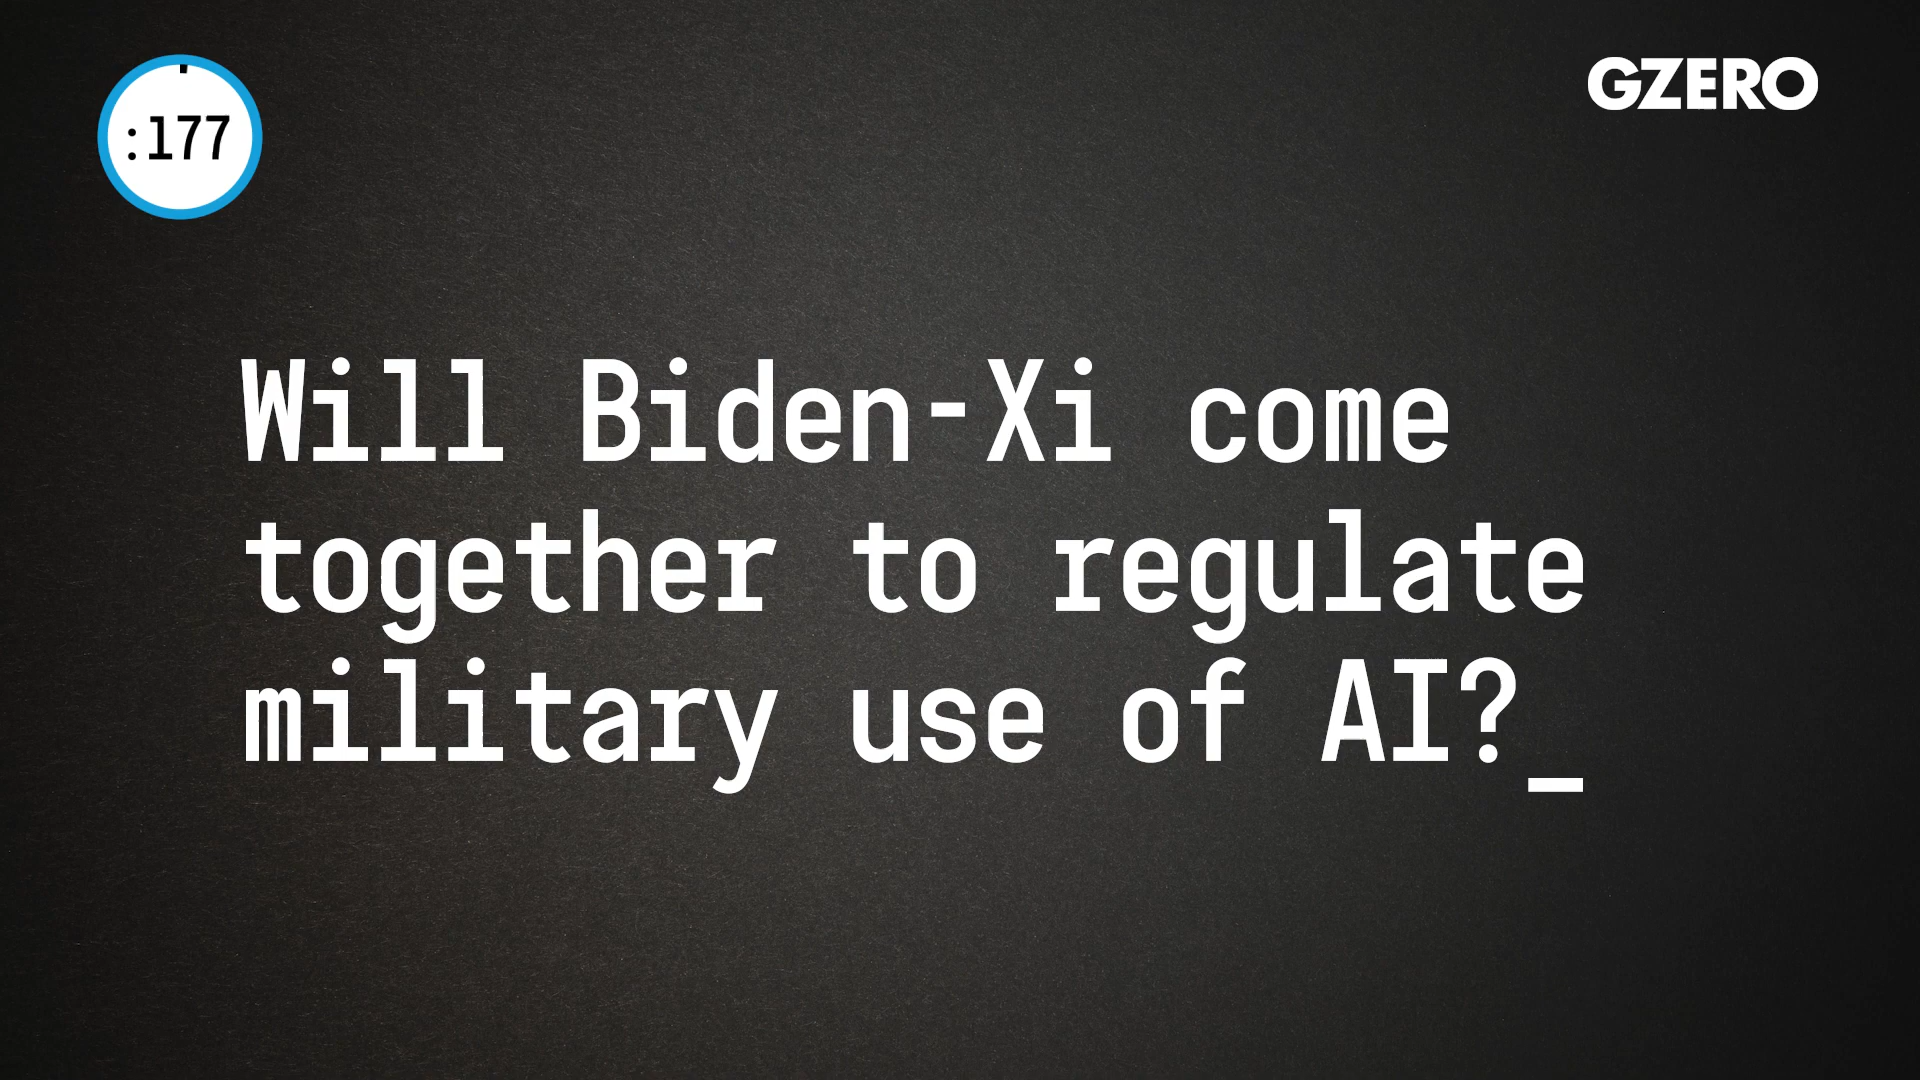 :177
GZERO
Will Biden-Xi come
together to regulate
military use of AI?_